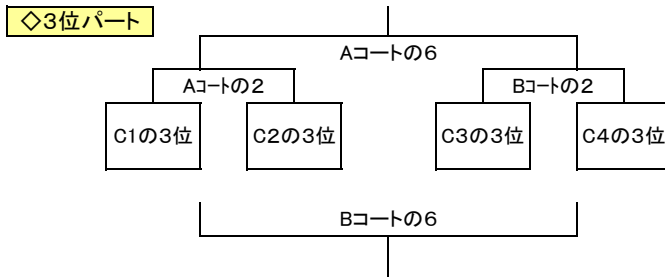 ◇3位パート
Aコートの6
Aコートの2
Bコートの2
C1の3位
C2の3位
C3の3位
C4の3位
Bコートの6